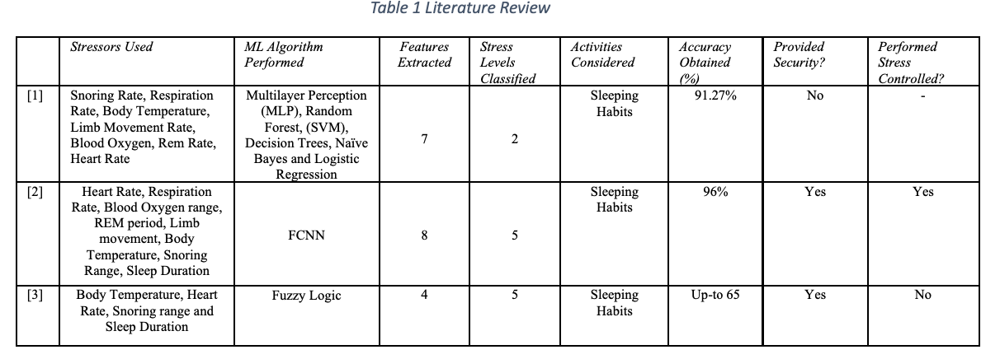 Table 1 Literature Review
Stressors Used
ML Algorithm
Performed
Features
Extracted
Stress
Levels
Classified
Activities
Considered
Accuracy
Obtained
(%)
Provided
Security?
Performed
Stress
Controlled?
[1]
Snoring Rate, Respiration
Rate, Body Temperature,
Limb Movement Rate,
Blood Oxygen, Rem Rate,
Heart Rate
Multilayer Perception
(MLP), Random
Forest, (SVM),
Decision Trees, Naïve
Bayes and Logistic
Regression
7
2
Sleeping
Habits
91.27%
No
-
[2]
Heart Rate, Respiration
Rate, Blood Oxygen range,
REM period, Limb
movement, Body
Temperature, Snoring
Range, Sleep Duration
FCNN
8
5
Sleeping
Habits
96%
Yes
Yes
[3]
Body Temperature, Heart
Rate, Snoring range and
Sleep Duration
Fuzzy Logic
4
5
Sleeping
Habits
Up-to 65
Yes
No